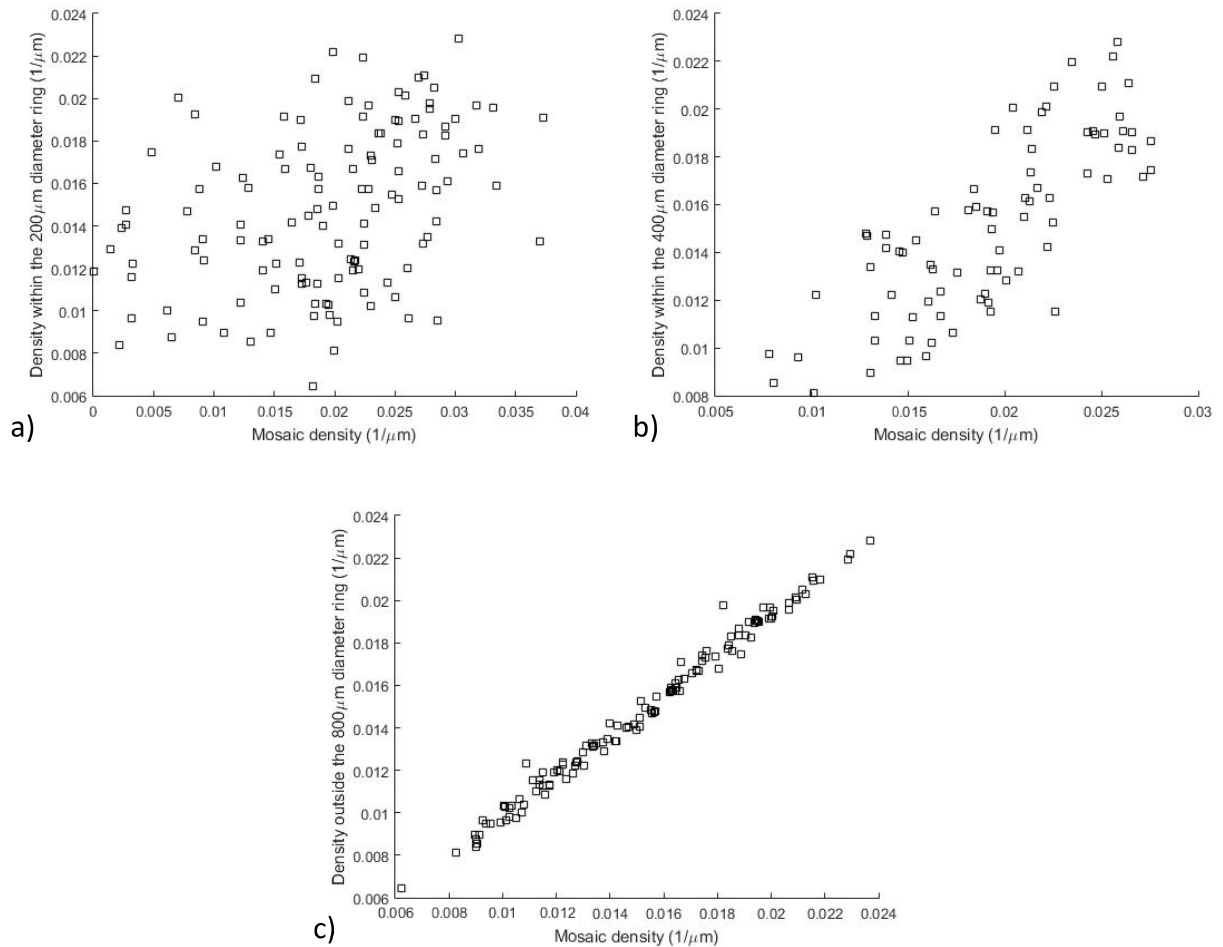 Density within the 200μm diameter ring (1/μm)
0.024
0.022
0.02
0.018
0.016
0.014
0.012
0.01
0.008
0.006
0 0.005 0.01 0.015 0.02 0.025 0.03 0.035 0.04
Mosaic density (1/μm)
a)
Density within the 400μm diameter ring (1/μm)
0.024
0.022
0.02
0.018
0.016
0.014
0.012
0.01
0.008
0.005 0.01 0.015 0.02 0.025 0.03
Mosaic density (1/μm)
b)
Density outside the 800μm diameter ring (1/μm)
0.024
0.022
0.02
0.018
0.016
0.014
0.012
0.01
0.008
0.006
0.006 0.008 0.01 0.012 0.014 0.016 0.018 0.02 0.022 0.024
Mosaic density (1/μm)
c)